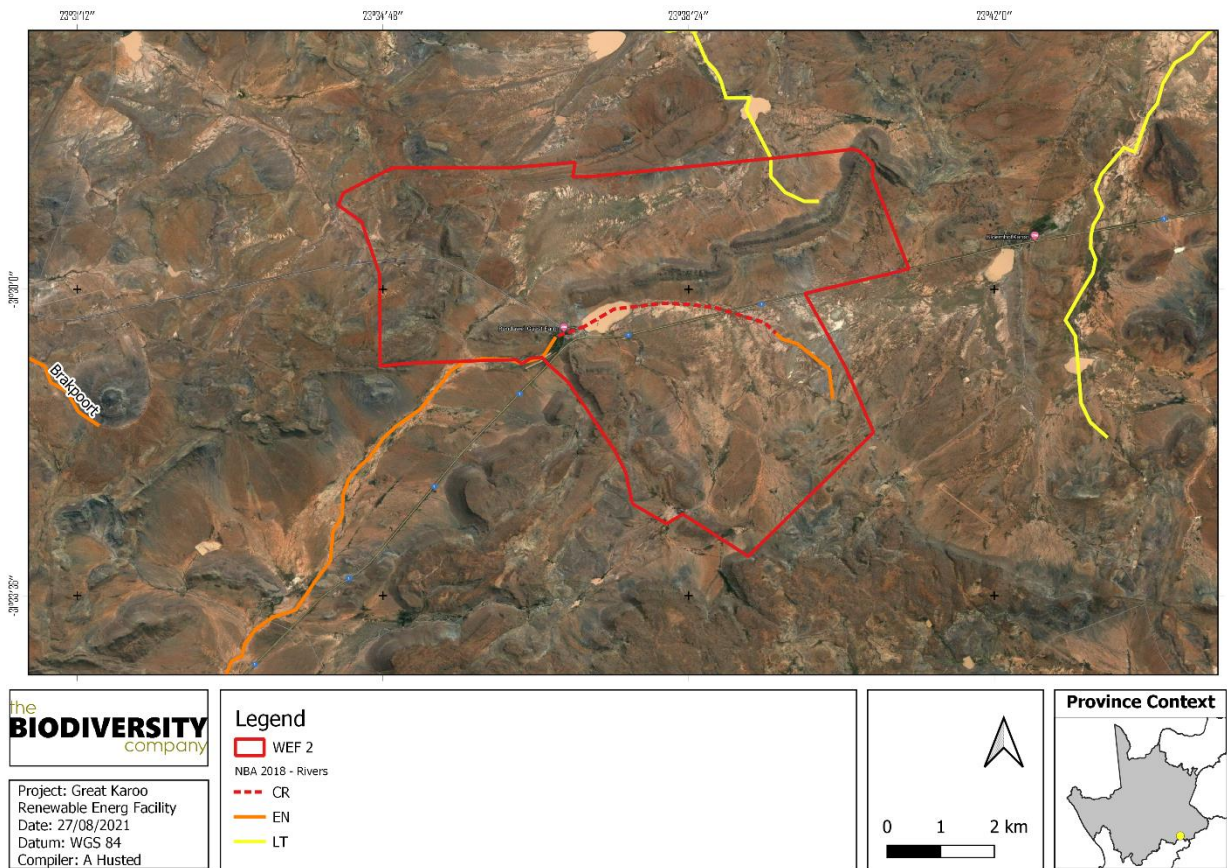 23°31'12"
23°34'48"
23°38'24"
23°42'0"
-31°30'0"
-31°33'36"
Brakpoort
the
BIODIVERSITY
company
Project: Great Karoo
Renewable Energ Facility
Date: 27/08/2021
Datum: WGS 84
Compiler: A Husted
Legend
WEF 2
NBA 2018 - Rivers
CR
EN
LT
0 1 2 km
Province Context